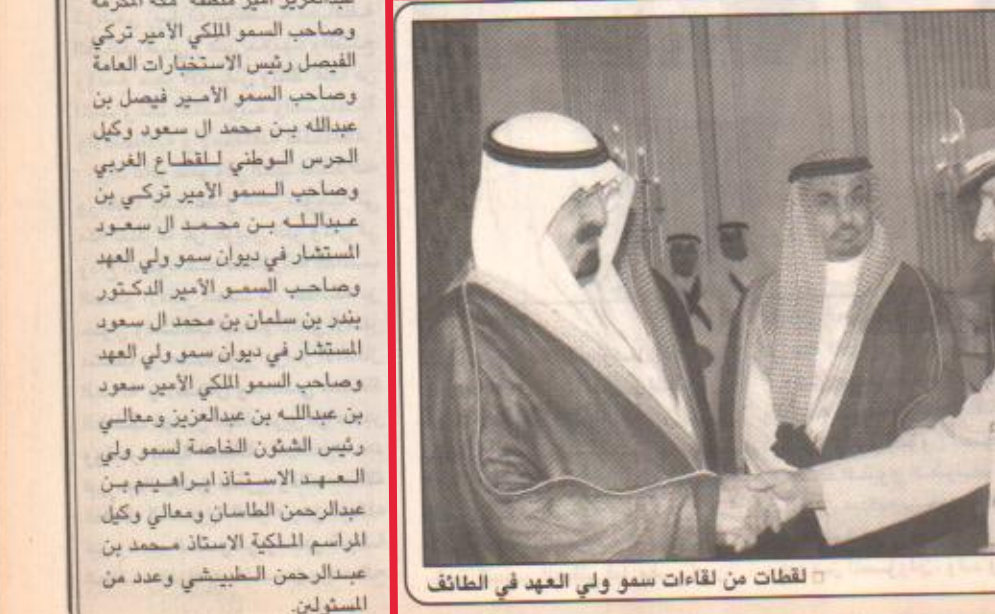 عبدالعزيز أمير منطقة مكة المكرمة
وصاحب السمو الملكي الأمير تركي
الفيصل رئيس الاستخبارات العامة
وصاحب السمو الأمير فيصل بن
عبدالله بن محمد ال سعود وكيل
الحرس الوطني للقطاع الغربي
وصاحب السمو الأمير تركي بن
عبدالله بن محمد ال سعود
المستشار في ديوان سمو ولي العهد
وصاحب السمو الأمير الدكتور
بندر بن سلمان بن محمد ال سعود
المستشار في ديوان سمو ولي العهد
وصاحب السمو الملكي الأمير سعود
بن عبدالله بن عبدالعزيز ومعالي
رئيس الشئون الخاصة لسمو ولي
العهد الاستاذ ابراهيم بن
عبدالرحمن الطاسان ومعالي وكيل
المراسم الملكية الاستاذ محمد بن
عبدالرحمن الطبيشي وعدد من
المسئولين.
لقطات من لقاءات سمو ولي العهد في الطائف